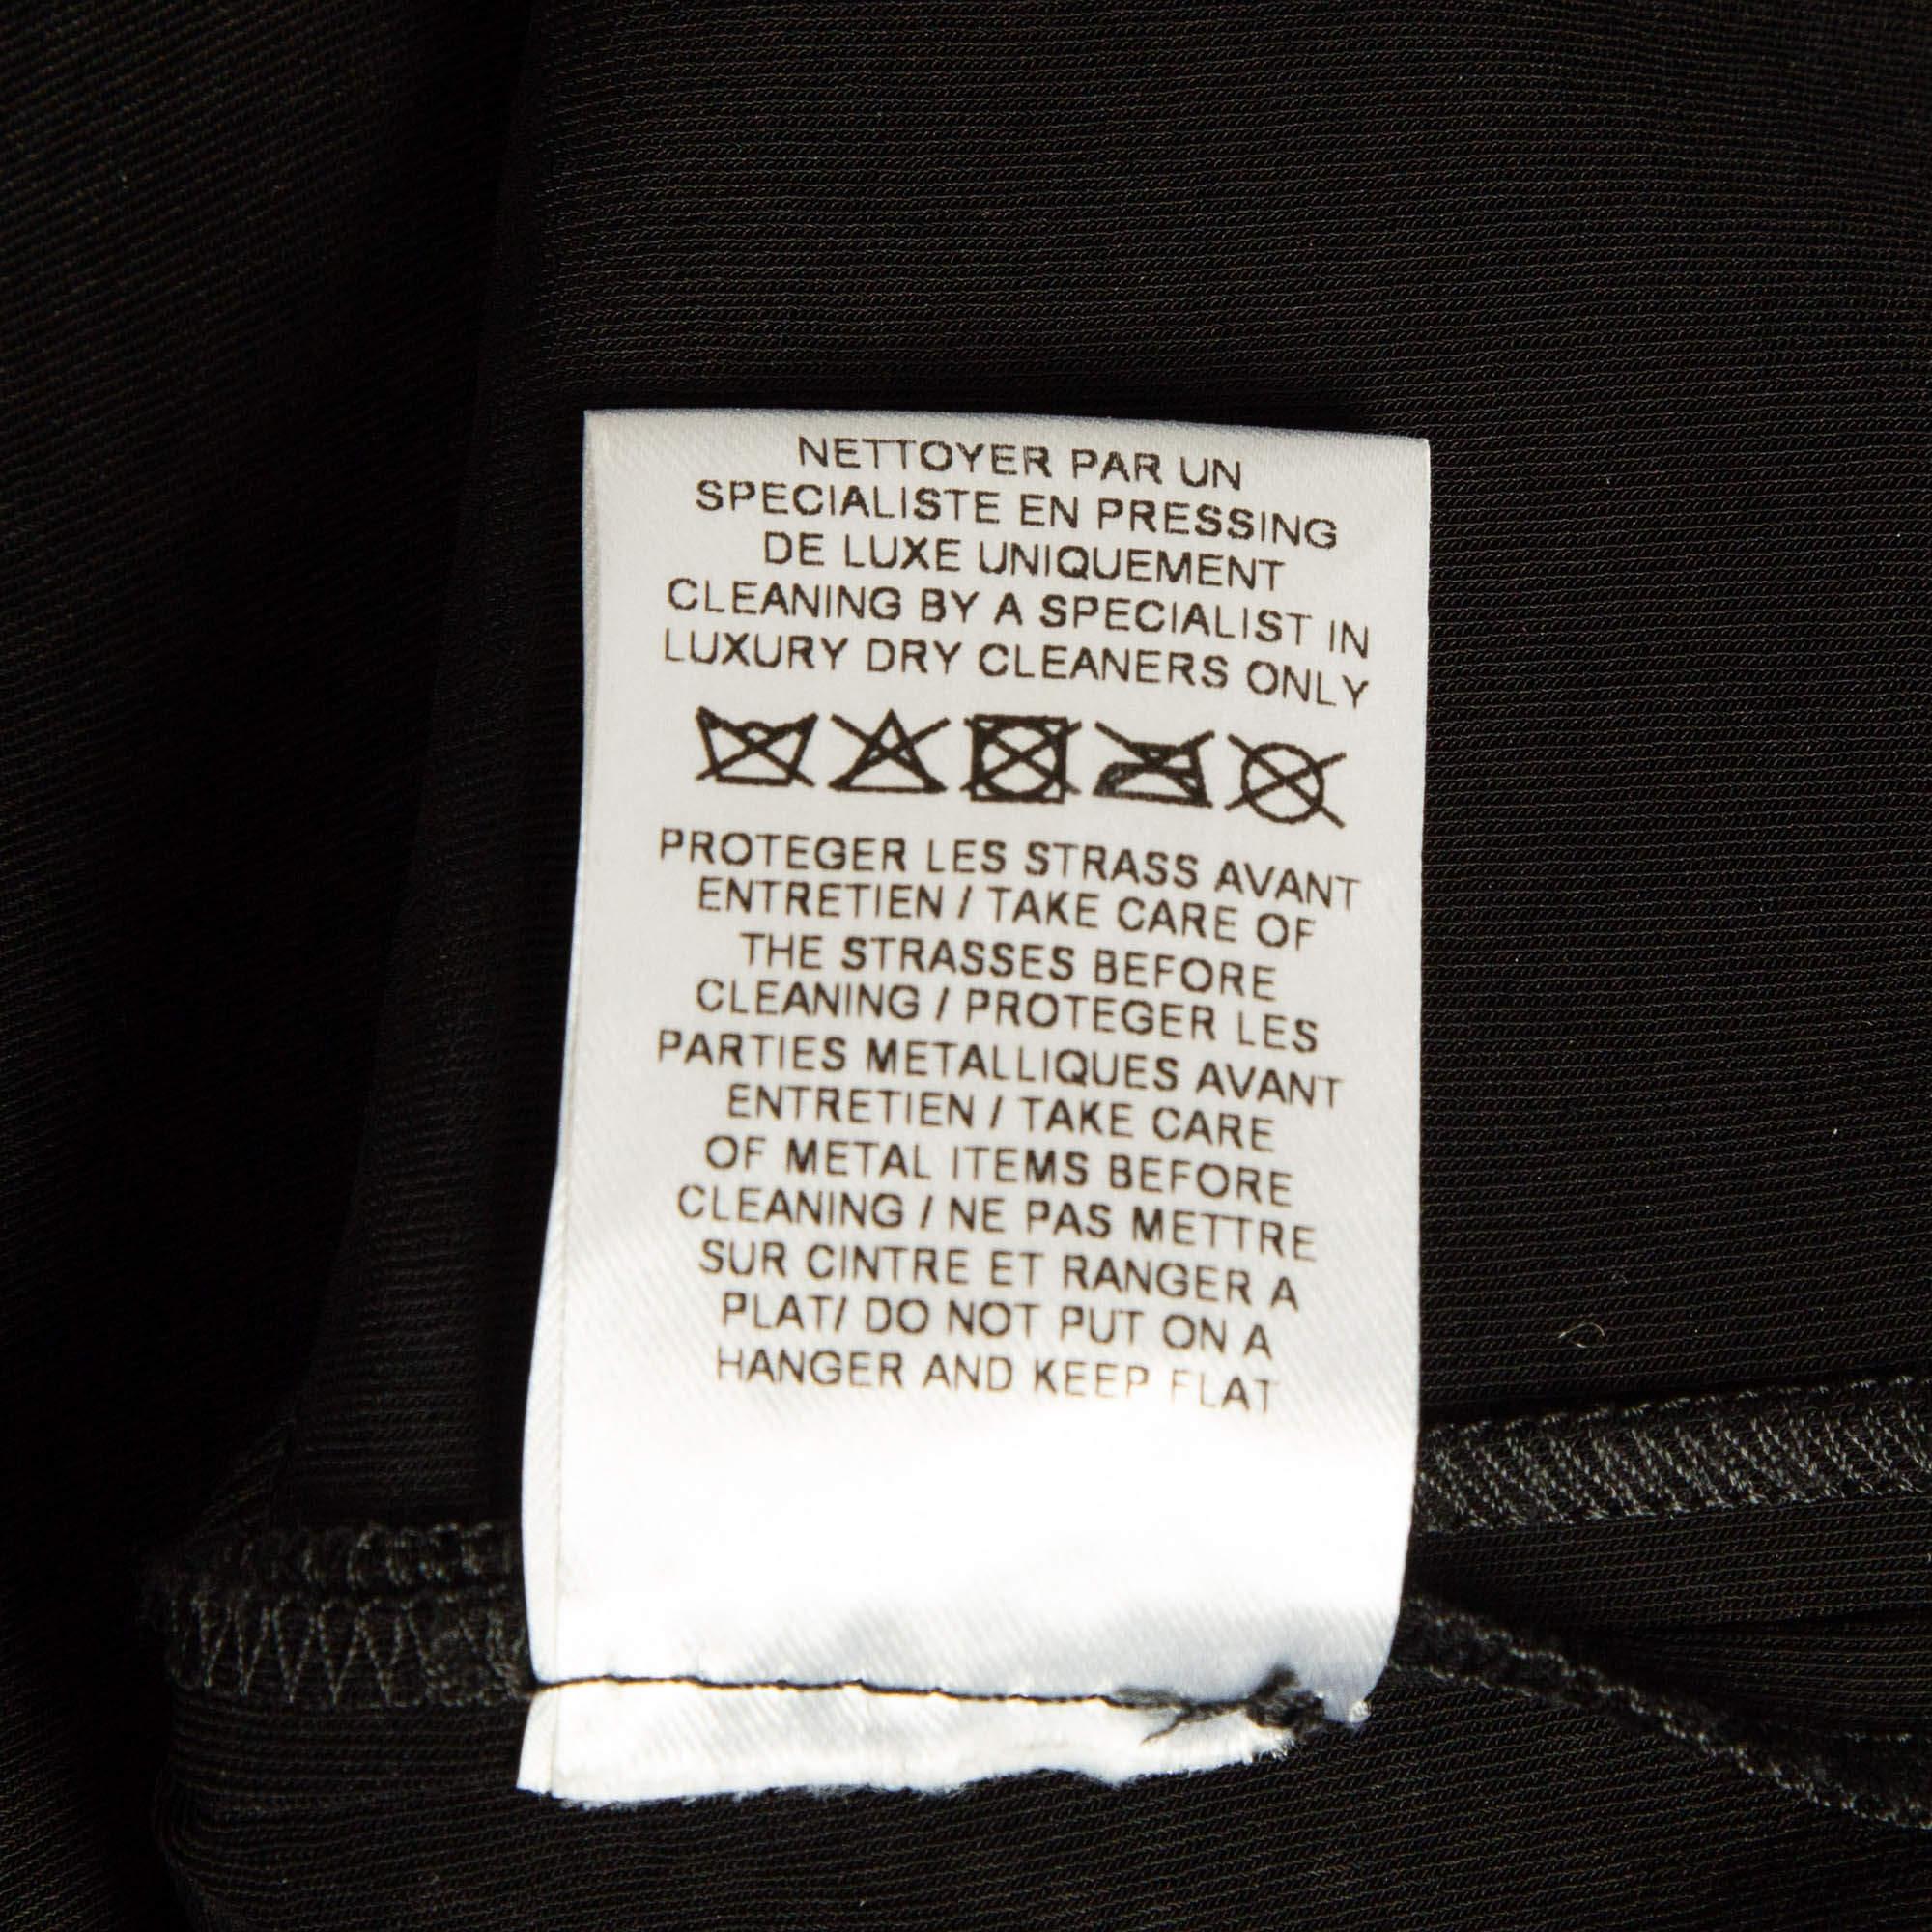 NETTOYER PAR UN
SPECIALISTE EN PRESSING
DE LUXE UNIQUEMENT
CLEANING BY A SPECIALIST IN
LUXURY DRY CLEANERS ONLY
PROTEGER LES STRASS AVANT
ENTRETIEN / TAKE CARE OF
THE STRASSES BEFORE
CLEANING / PROTEGER LES
PARTIES METALLIQUES AVANT
ENTRETIEN / TAKE CARE
OF METAL ITEMS BEFORE
CLEANING / NE PAS METTRE
SUR CINTRE ET RANGER A
PLAT/ DO NOT PUT ON A
HANGER AND KEEP FLAT